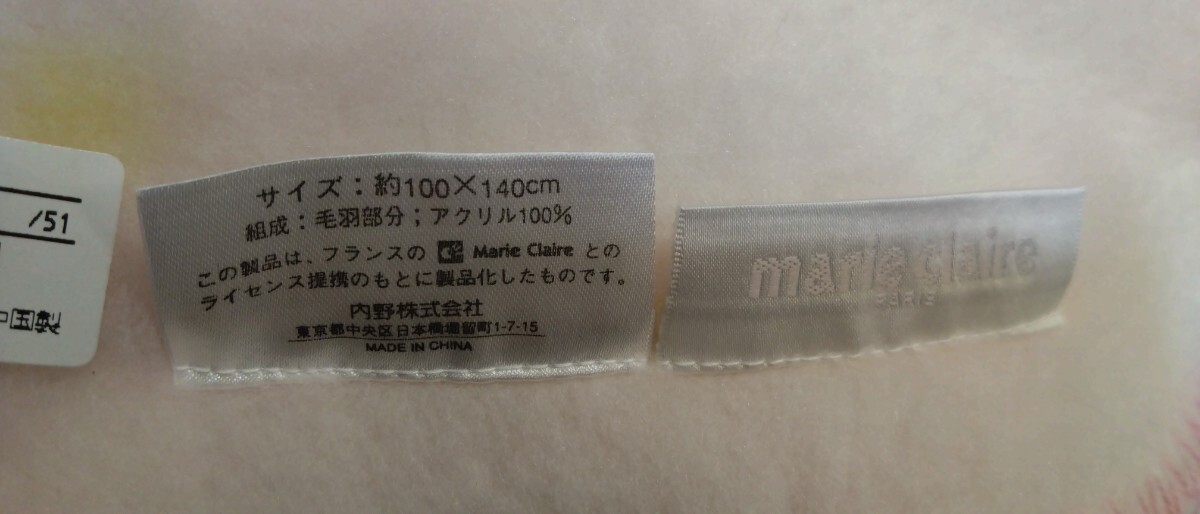 /51
中国製
サイズ：約100×140cm
組成：毛羽部分；アクリル100%
この製品は、フランスの Marie Claire との
ライセンス提携のもとに製品化したものです。
内野株式会社
東京都中央区日本橋堀留町1-7-15
MADE IN CHINA
marie claire
PARIS